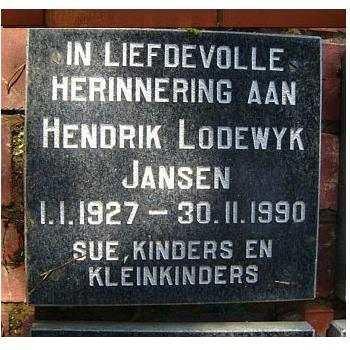 IN LIEFDEVOLLE
HERINNERING AAN
HENDRIK LODEWYK
JANSEN
1.1.1927 – 30.11.1990
SUE, KINDERS EN
KLEINKINDERS